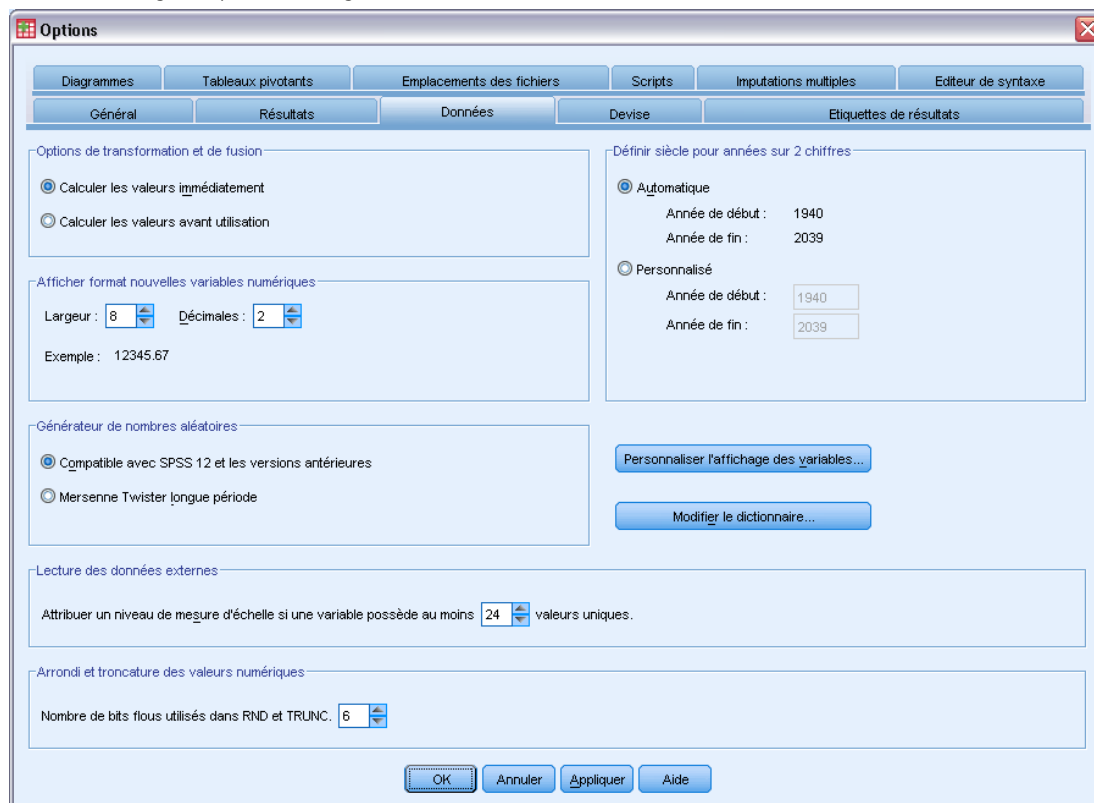 Options
Diagrammes Tableaux pivotants Emplacements des fichiers Scripts Imputations multiples Editeur de syntaxe
Général Résultats Données Devise Etiquettes de résultats
Options de transformation et de fusion
Calculer les valeurs immédiatement
Calculer les valeurs avant utilisation
Afficher format nouvelles variables numériques
Largeur : 8 Décimales : 2
Exemple : 12345.67
Définir siècle pour années sur 2 chiffres
Automatique
Année de début : 1940
Année de fin : 2039
Personnalisé
Année de début : 1940
Année de fin : 2039
Générateur de nombres aléatoires
Compatible avec SPSS 12 et les versions antérieures
Mersenne Twister longue période
Personnaliser l'affichage des variables...
Modifier le dictionnaire...
Lecture des données externes
Attribuer un niveau de mesure d'échelle si une variable possède au moins 24 valeurs uniques.
Arrondi et troncature des valeurs numériques
Nombre de bits flous utilisés dans RND et TRUNC. 6
OK Annuler Appliquer Aide